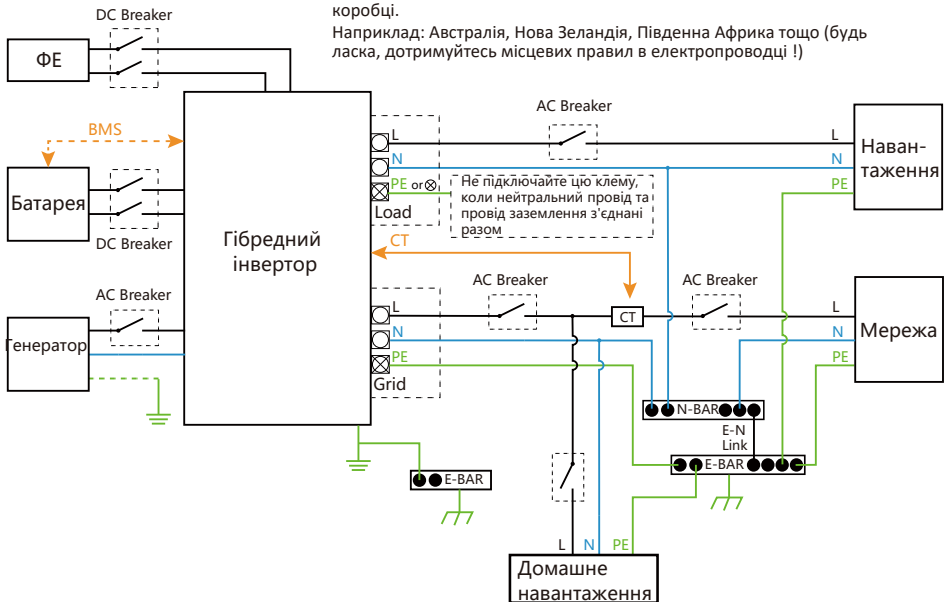 коробці.
Наприклад: Австралія, Нова Зеландія, Південна Африка тощо (будь
ласка, дотримуйтесь місцевих правил в електропроводці !)
DC Breaker
ФЕ
BMS
Батарея
DC Breaker
AC Breaker
Генератор
Гібредний
інвертор
L
N
PE or
Load
Не підключайте цю клему,
коли нейтральний провід та
провід заземлення з'єднані
разом
AC Breaker
L
N
PE
Наван-
таження
CT
L
N
PE
Grid
AC Breaker
CT
AC Breaker
L
N
PE
Мережа
N-BAR
E-N
Link
E-BAR
E-BAR
L
N
PE
Домашне
навантаження